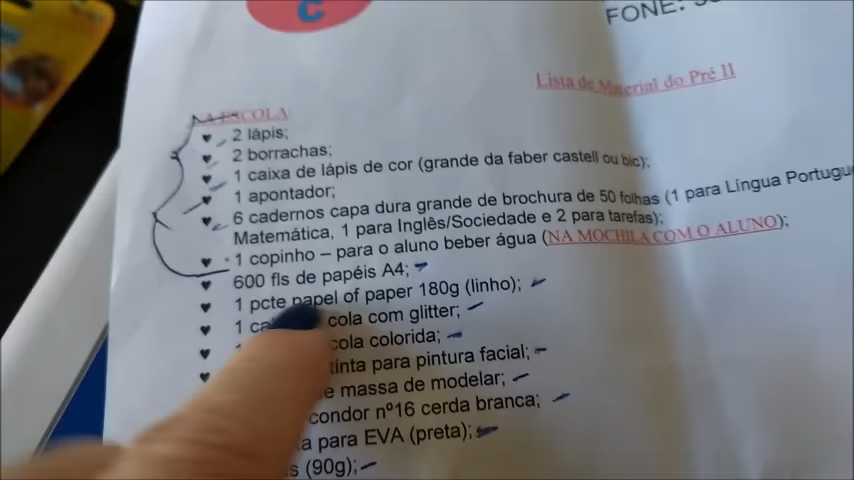 C
FONE:
Lista de Material do Pré II
NA ESCOLA
2 lápis;
2 borrachas;
1 caixa de lápis de cor (grande da faber castell ou bic);
1 apontador;
6 cadernos capa dura grande de brochura de 50 folhas (1 para Língua Portugu
Matemática, 1 para Inglês/Sociedade e 2 para tarefas);
1 copinho – para o aluno beber água (NA MOCHILA COM O ALUNO);
600 fls de papéis A4;
1 pcte papel of paper 180g (linho);
1 cola com glitter;
cola colorida;
tinta para pintura facial;
e massa de modelar;
condor nº16 cerda branca;
para EVA (preta);
(90g);